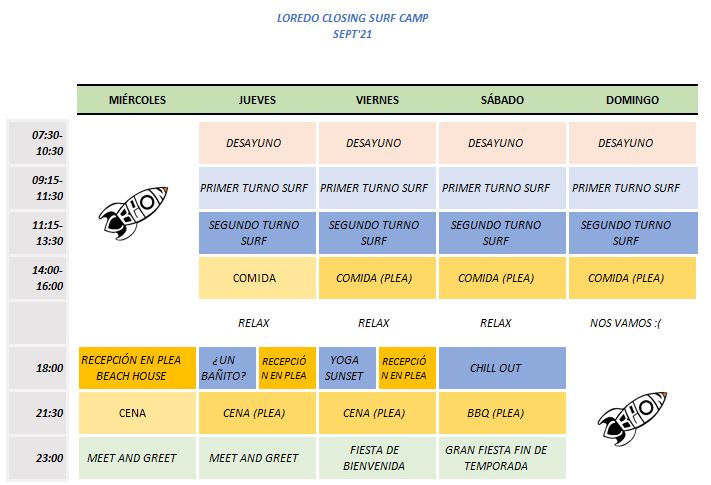 LOREDO CLOSING SURF CAMP
SEPT'21
MIÉRCOLES JUEVES VIERNES SÁBADO DOMINGO
07:30-
10:30
DESAYUNO DESAYUNO DESAYUNO DESAYUNO
09:15-
11:30
PRIMER TURNO SURF PRIMER TURNO SURF PRIMER TURNO SURF PRIMER TURNO SURF
11:15-
13:30
SEGUNDO TURNO
SURF
SEGUNDO TURNO
SURF
SEGUNDO TURNO
SURF
SEGUNDO TURNO
SURF
14:00-
16:00
COMIDA COMIDA (PLEA) COMIDA (PLEA) COMIDA (PLEA)
RELAX RELAX RELAX NOS VAMOS :(
18:00
RECEPCIÓN EN PLEA
BEACH HOUSE
¿UN
BAÑITO?
RECEPCIÓ
N EN PLEA
YOGA
SUNSET
RECEPCIÓ
N EN PLEA
CHILL OUT
21:30
CENA CENA (PLEA) CENA (PLEA) BBQ (PLEA)
23:00
MEET AND GREET MEET AND GREET
FIESTA DE
BIENVENIDA
GRAN FIESTA FIN DE
TEMPORADA